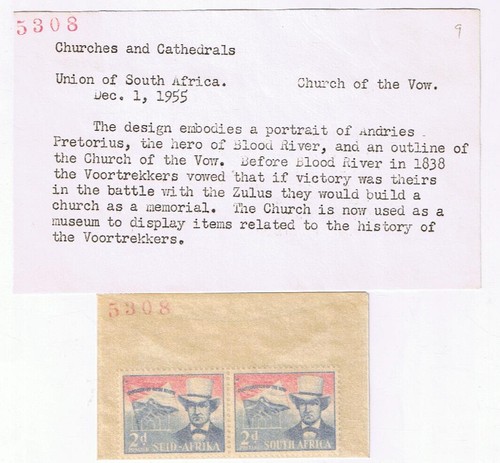 5308
9
Churches and Cathedrals
Union of South Africa. Church of the Vow.
Dec. 1, 1955
The design embodies a portrait of Andries
Pretorius, the hero of Blood River, and an outline of
the Church of the Vow. Before Blood River in 1838
the Voortrekkers vowed that if victory was theirs
in the battle with the Zulus they would build a
church as a memorial. The Church is now used as a
museum to display items related to the history of
the Voortrekkers.
5308
2d SUID-AFRIKA 2d SOUTH AFRICA